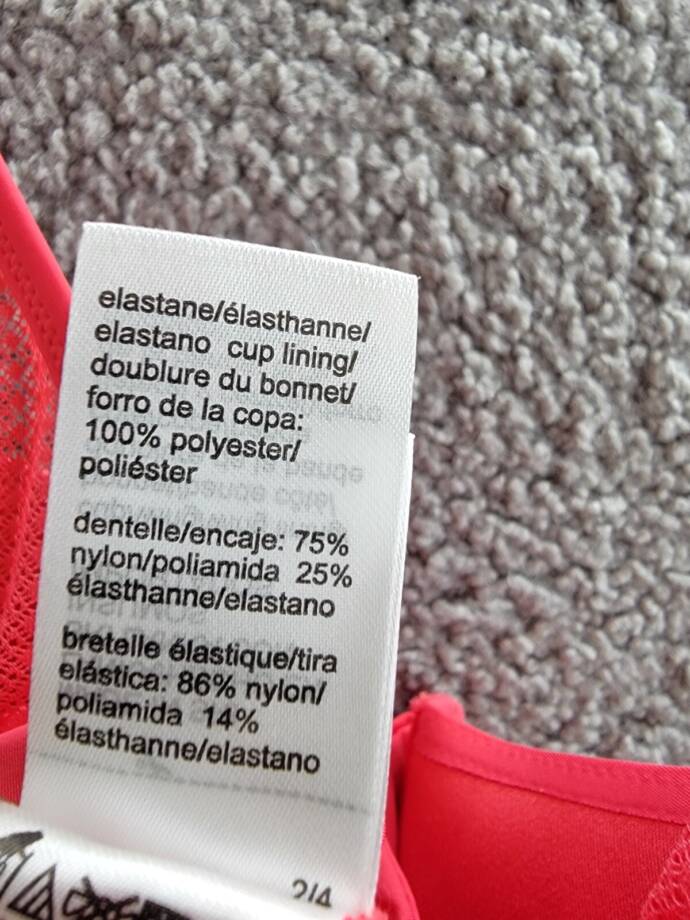 elastane/élasthanne/
elastano cup lining/
doublure du bonnet/
forro de la copa:
100% polyester/
poliéster
dentelle/encaje: 75%
nylon/poliamida 25%
élasthanne/elastano
bretelle élastique/tira
elástica: 86% nylon/
poliamida 14%
élasthanne/elastano
2/4